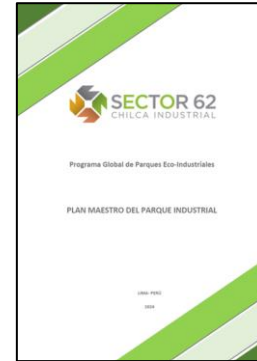 SECTOR 62
CHILCA INDUSTRIAL
Programa Global de Parques Eco-Industriales
PLAN MAESTRO DEL PARQUE INDUSTRIAL
LIMA- PERÚ